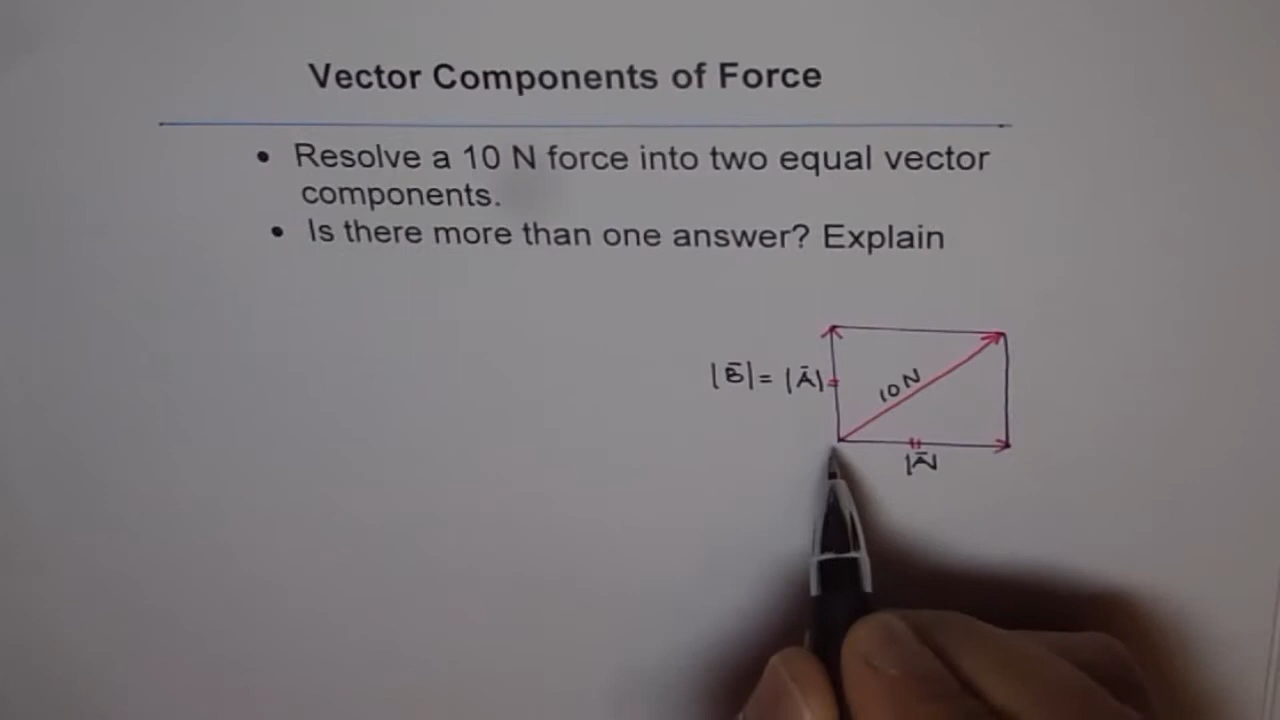 Vector Components of Force
• Resolve a 10 N force into two equal vector
components.
• Is there more than one answer? Explain
10 N
|B̄| = |Ā|
|Ā|